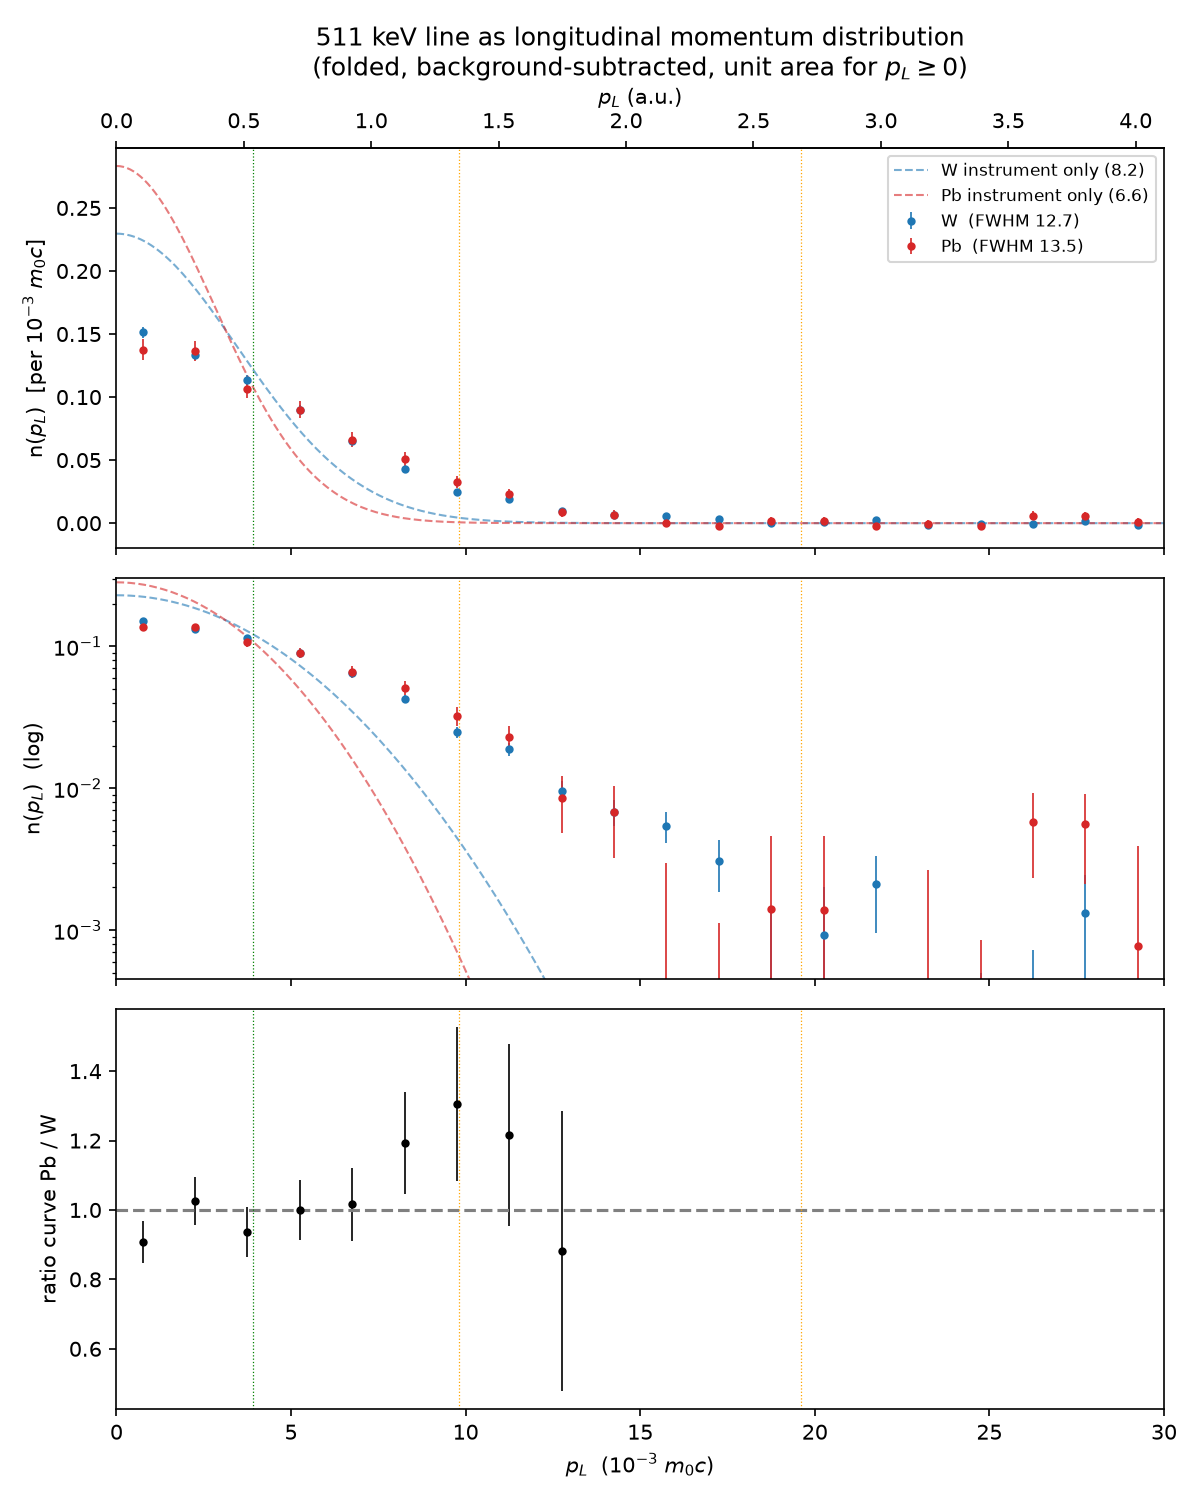 511 keV line as longitudinal momentum distribution
(folded, background-subtracted, unit area for $p_L \geq 0$)
$p_L$ (a.u.)
0.0 0.5 1.0 1.5 2.0 2.5 3.0 3.5 4.0
n($p_L$) [per $10^{-3}$ $m_0c$]
0.25
0.20
0.15
0.10
0.05
0.00
W instrument only (8.2)
Pb instrument only (6.6)
W (FWHM 12.7)
Pb (FWHM 13.5)
n($p_L$) (log)
$10^{-1}$
$10^{-2}$
$10^{-3}$
ratio curve Pb / W
1.4
1.2
1.0
0.8
0.6
0 5 10 15 20 25 30
$p_L$ ($10^{-3}$ $m_0c$)